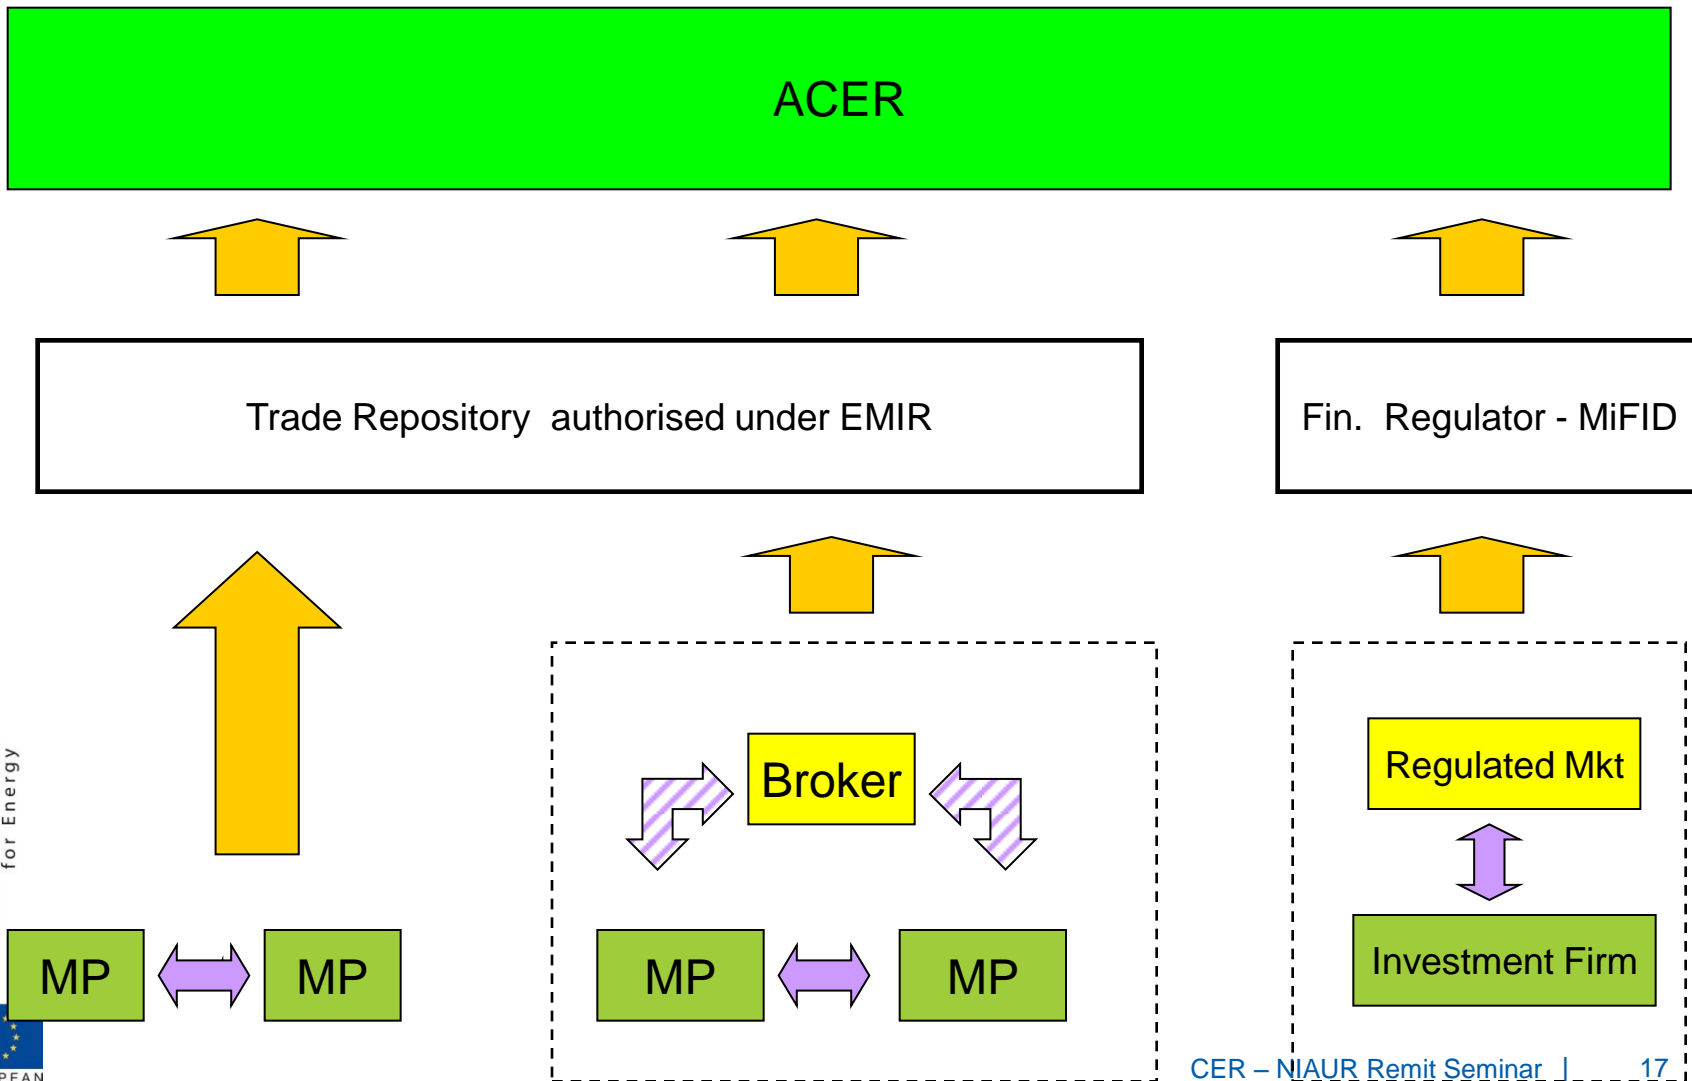 ACER
Trade Repository authorised under EMIR
Fin. Regulator - MiFID
Broker
Regulated Mkt
for Energy
MP
MP
MP
MP
Investment Firm
CER – NIAUR Remit Seminar | 17